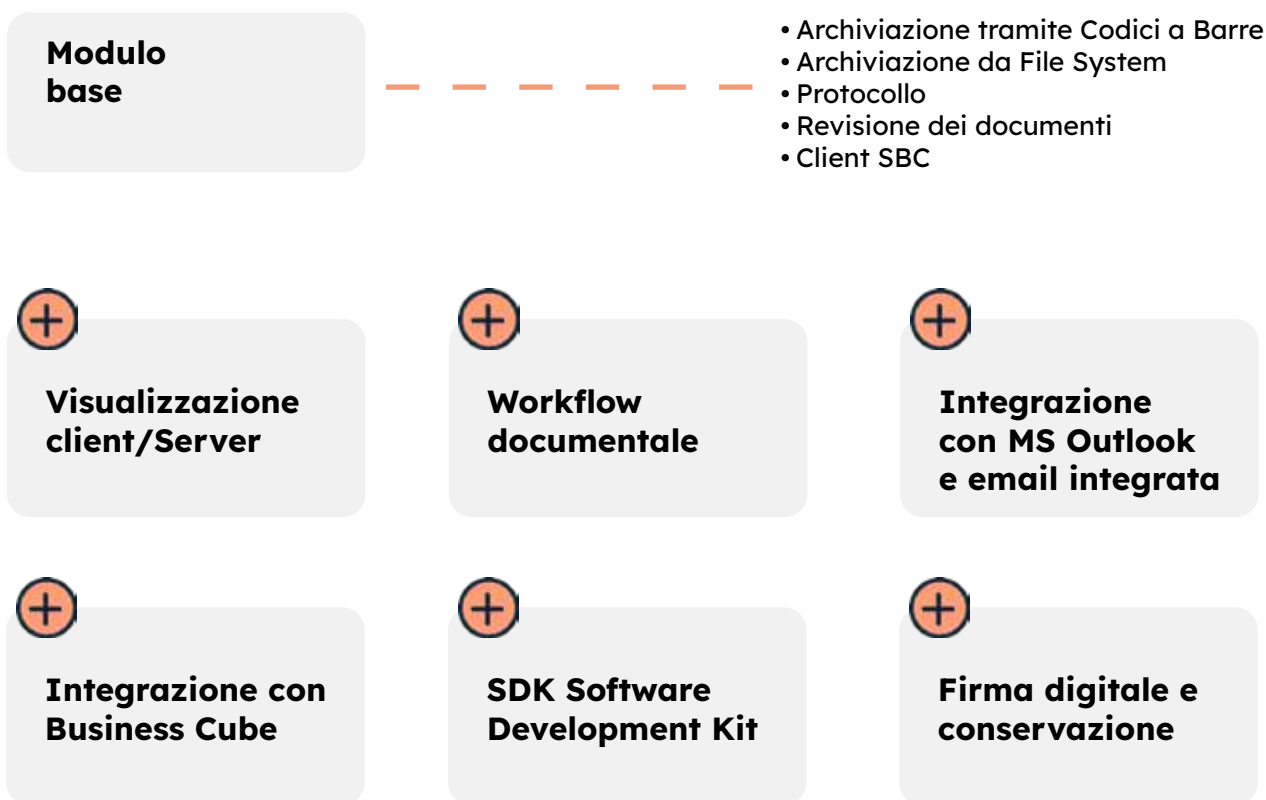 Modulo
base
• Archiviazione tramite Codici a Barre
• Archiviazione da File System
• Protocollo
• Revisione dei documenti
• Client SBC
Visualizzazione
client/Server
Workflow
documentale
Integrazione
con MS Outlook
e email integrata
Integrazione con
Business Cube
SDK Software
Development Kit
Firma digitale e
conservazione